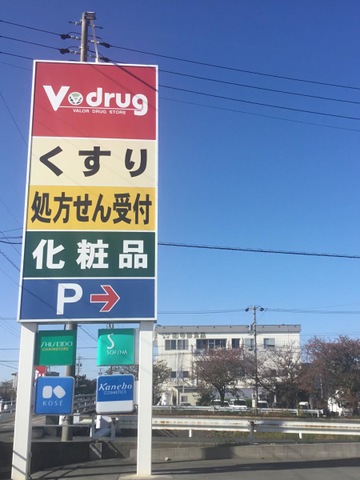 V drug
VALOR DRUG STORE
くすり
処方せん受付
化粧品
P
SHISEIDO
S
SOFINA
KOSÉ
Kanebo